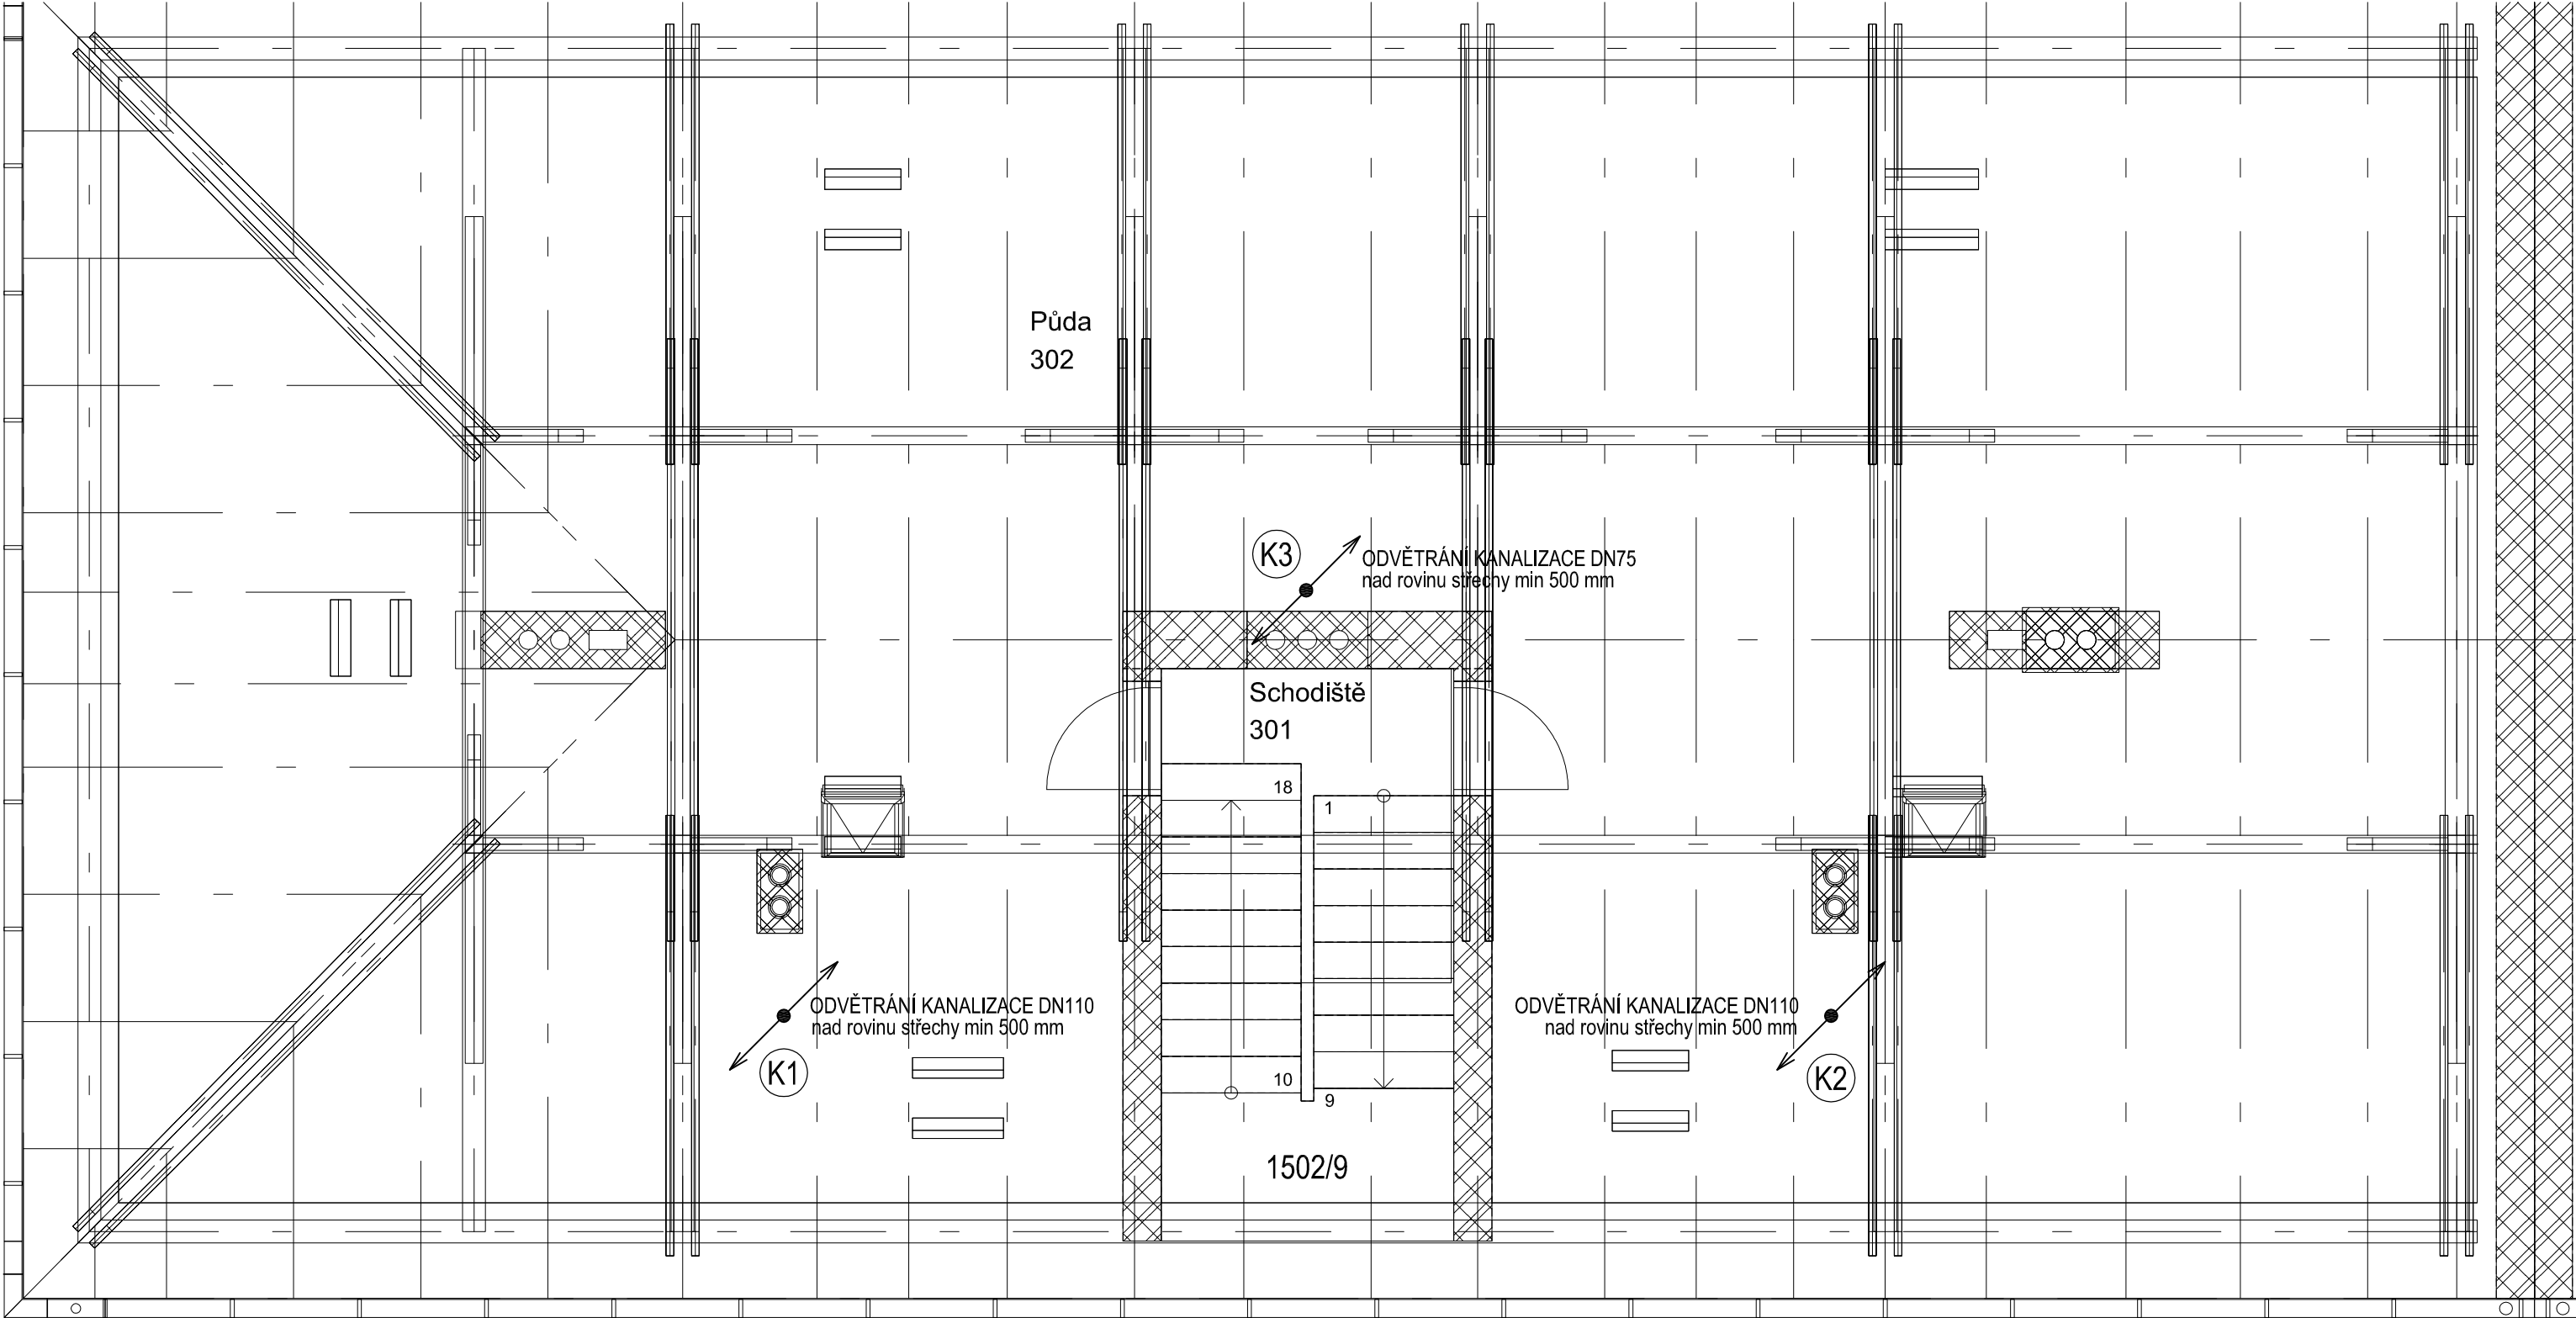 Půda
302
K3
ODVĚTRÁNÍ KANALIZACE DN75
nad rovinu střechy min 500 mm
Schodiště
301
18
1
10
9
ODVĚTRÁNÍ KANALIZACE DN110
nad rovinu střechy min 500 mm
K1
ODVĚTRÁNÍ KANALIZACE DN110
nad rovinu střechy min 500 mm
K2
1502/9